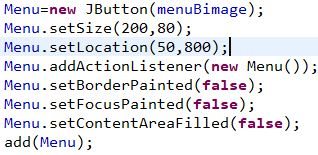 Menu=new JButton(menuBimage);
Menu.setSize(200,80);
Menu.setLocation(50,800);
Menu.addActionListener(new Menu());
Menu.setBorderPainted(false);
Menu.setFocusPainted(false);
Menu.setContentAreaFilled(false);
add(Menu);